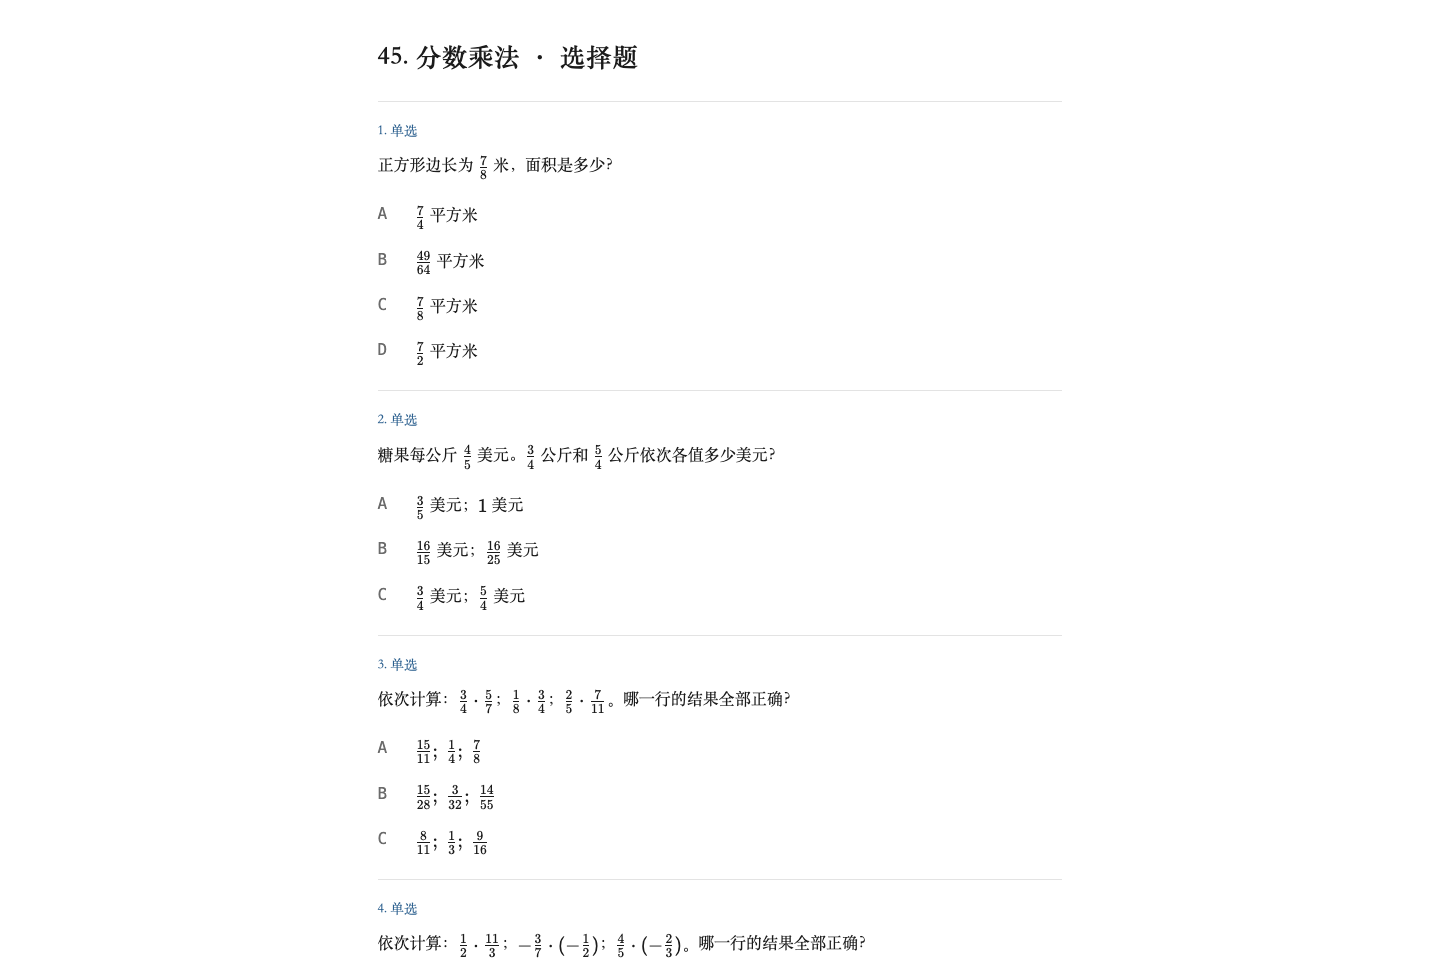 45. 分数乘法 · 选择题
1. 单选
正方形边长为 7/8 米，面积是多少？
A 7/4 平方米
B 49/64 平方米
C 7/8 平方米
D 7/2 平方米
2. 单选
糖果每公斤 4/5 美元。3/4 公斤和 5/4 公斤依次各值多少美元？
A 3/5 美元；1 美元
B 16/15 美元；16/25 美元
C 3/4 美元；5/4 美元
3. 单选
依次计算：3/4 · 5/7；1/8 · 3/4；2/5 · 7/11。哪一行的结果全部正确？
A 15/11; 1/4; 7/8
B 15/28; 3/32; 14/55
C 8/11; 1/3; 9/16
4. 单选
依次计算：1/2 · 11/3；−3/7 · (−1/2)；4/5 · (−2/3)。哪一行的结果全部正确？